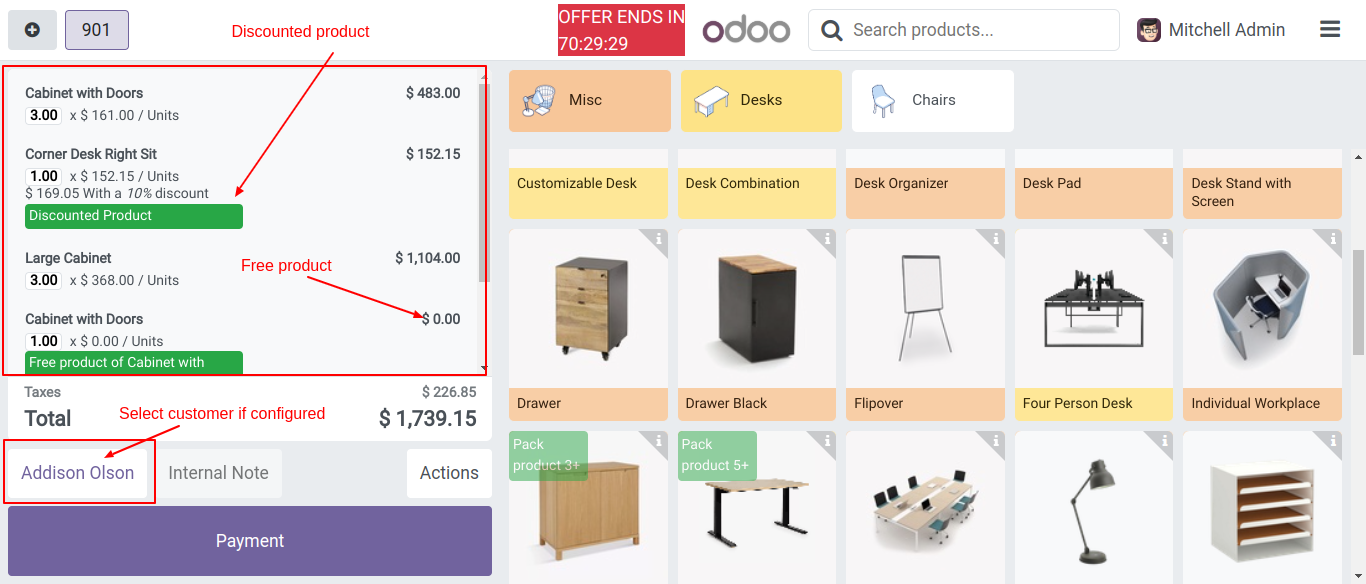 901
Discounted product
OFFER ENDS IN
70:29:29
odoo
Search products...
Mitchell Admin
Cabinet with Doors
$ 483.00
3.00 x $ 161.00 / Units
Corner Desk Right Sit
$ 152.15
1.00 x $ 152.15 / Units
$ 169.05 With a 10% discount
Discounted Product
Large Cabinet
$ 1,104.00
3.00 x $ 368.00 / Units
Free product
Cabinet with Doors
$ 0.00
1.00 x $ 0.00 / Units
Free product of Cabinet with
Taxes
$ 226.85
Total
$ 1,739.15
Select customer if configured
Addison Olson
Internal Note
Actions
Payment
Misc
Desks
Chairs
Customizable Desk
Desk Combination
Desk Organizer
Desk Pad
Desk Stand with
Screen
Drawer
Drawer Black
Flipover
Four Person Desk
Individual Workplace
Pack
product 3+
Pack
product 5+